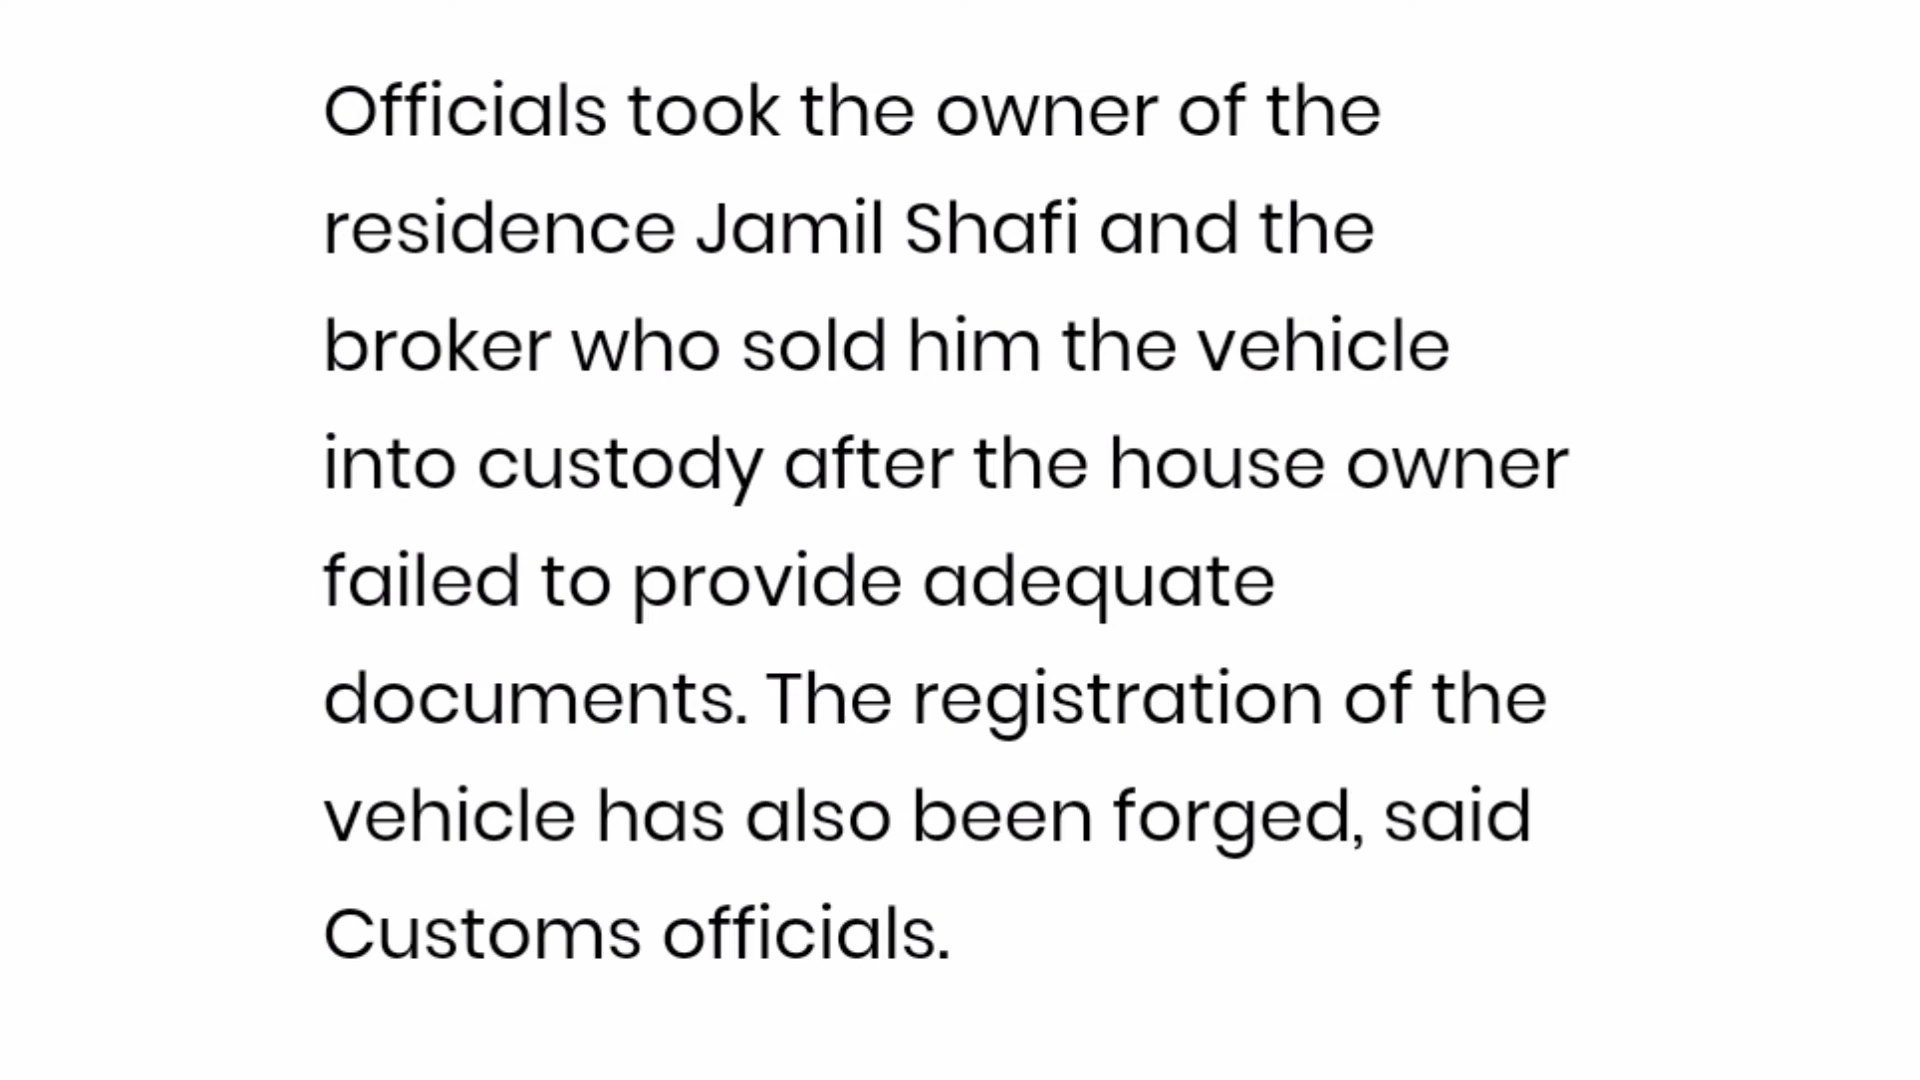 Officials took the owner of the
residence Jamil Shafi and the
broker who sold him the vehicle
into custody after the house owner
failed to provide adequate
documents. The registration of the
vehicle has also been forged, said
Customs officials.